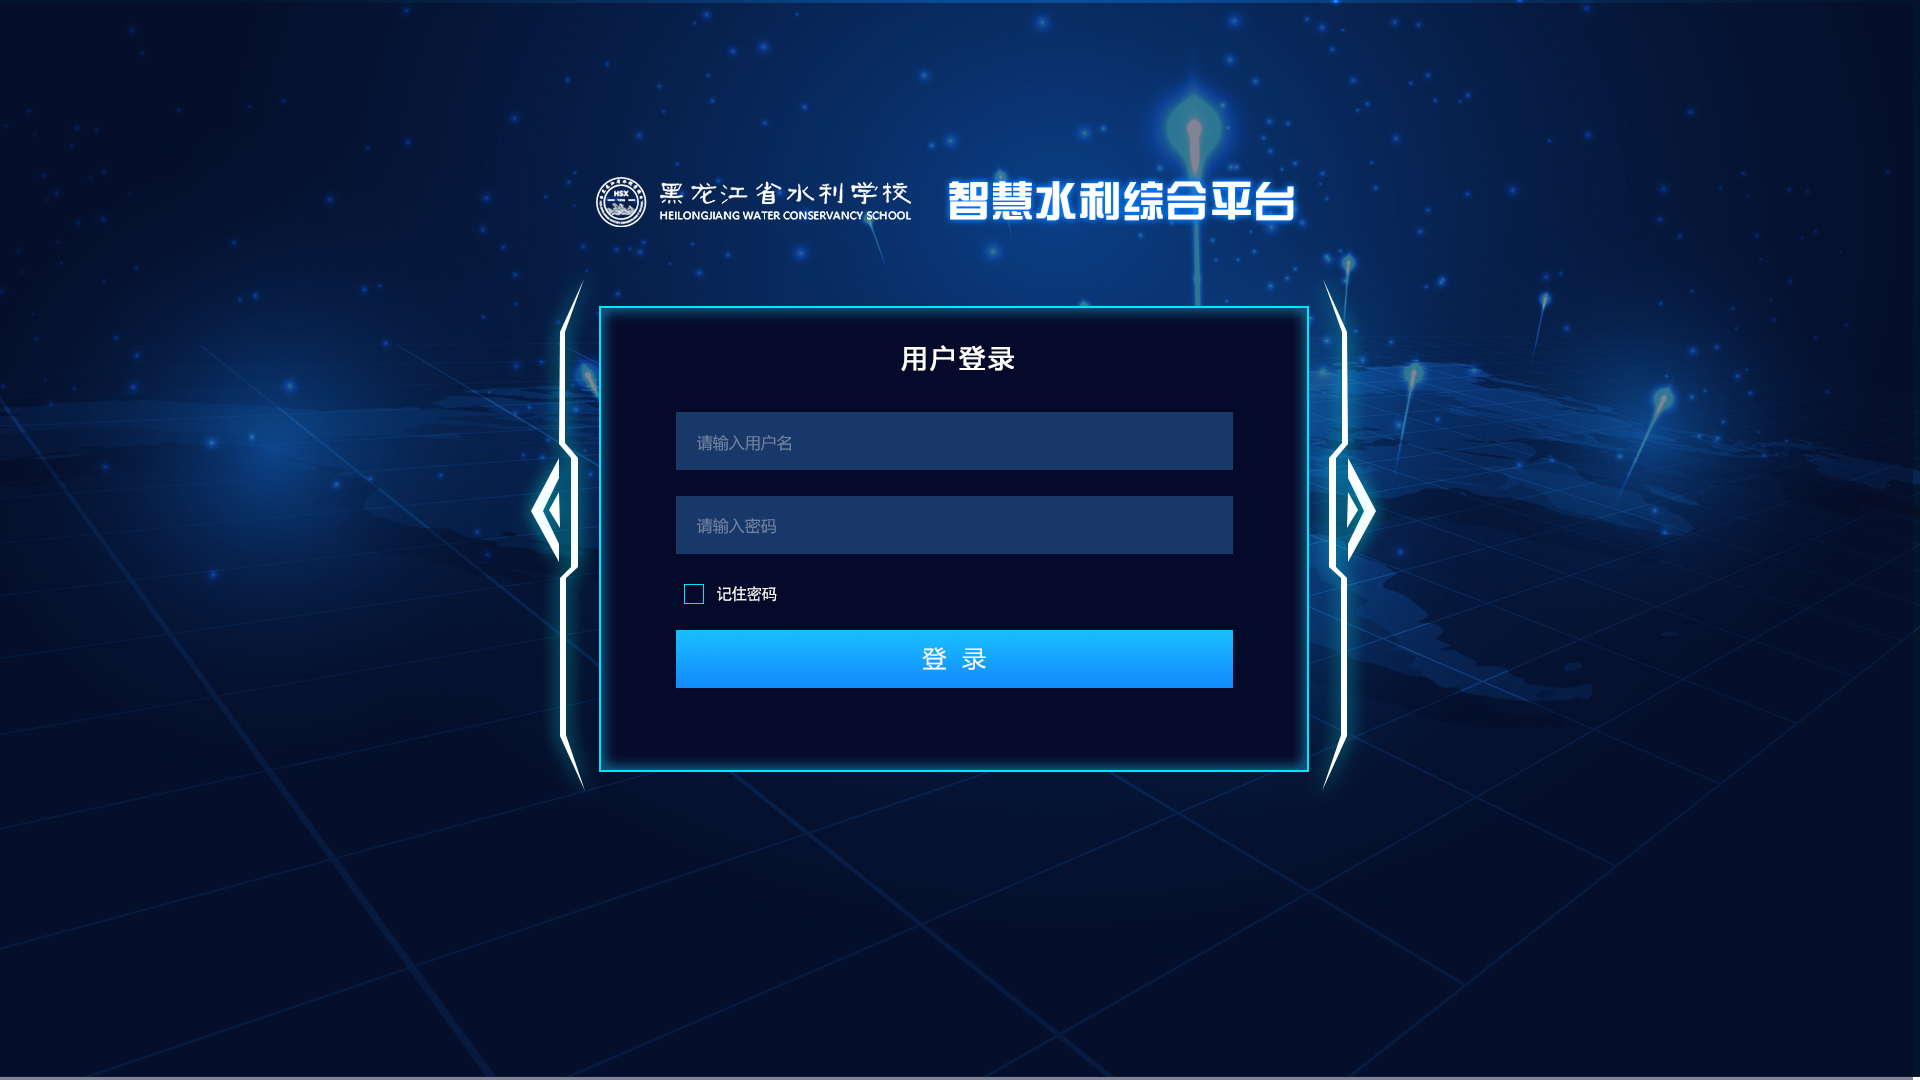 HSX
黑龙江省水利学校
HEILONGJIANG WATER CONSERVANCY SCHOOL
智慧水利综合平台
用户登录
请输入用户名
请输入密码
记住密码
登 录